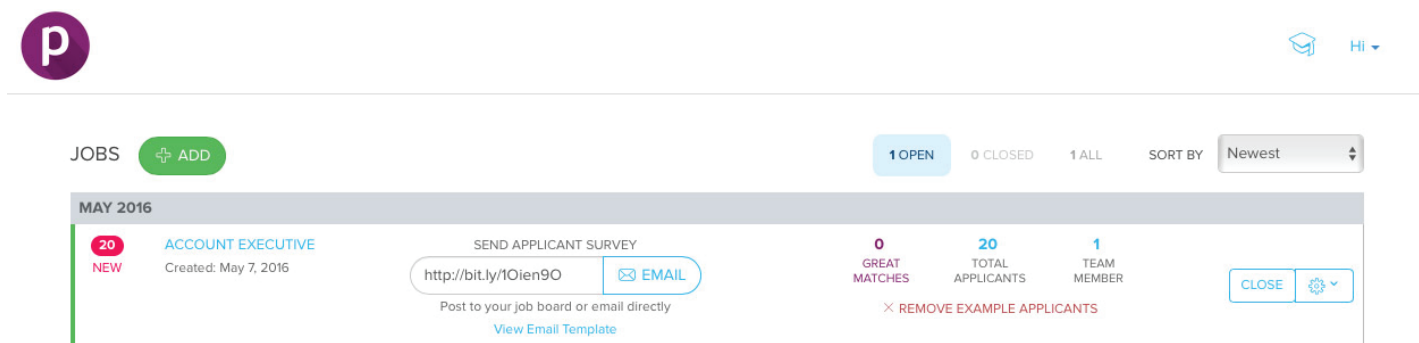 p
Hi
JOBS
ADD
1 OPEN
0 CLOSED
1 ALL
SORT BY
Newest
MAY 2016
20
NEW
ACCOUNT EXECUTIVE
Created: May 7, 2016
SEND APPLICANT SURVEY
http://bit.ly/1Oien9O
EMAIL
Post to your job board or email directly
View Email Template
0
GREAT
MATCHES
20
TOTAL
APPLICANTS
1
TEAM
MEMBER
REMOVE EXAMPLE APPLICANTS
CLOSE